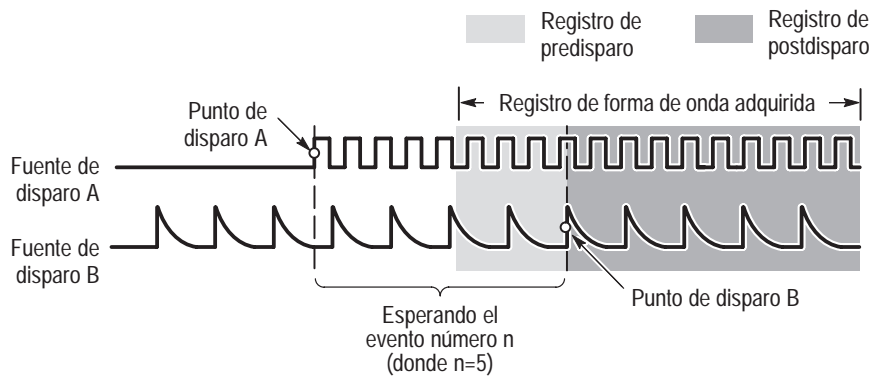 Registro de
predisparo
Registro de
postdisparo
Punto de
disparo A
Registro de forma de onda adquirida
Fuente de
disparo A
Fuente de
disparo B
Punto de disparo B
Esperando el
evento número n
(donde n=5)